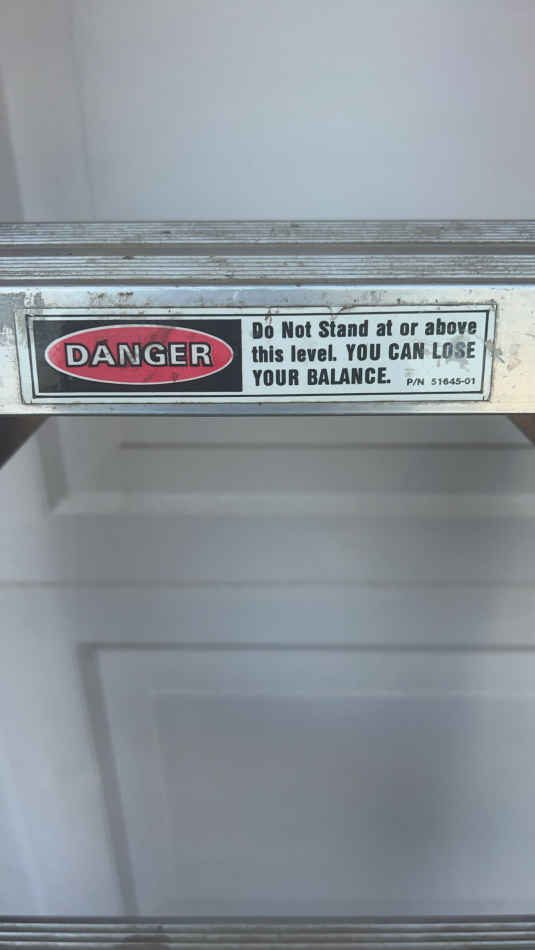 DANGER
Do Not Stand at or above
this level. YOU CAN LOSE
YOUR BALANCE.
P/N 51645-01